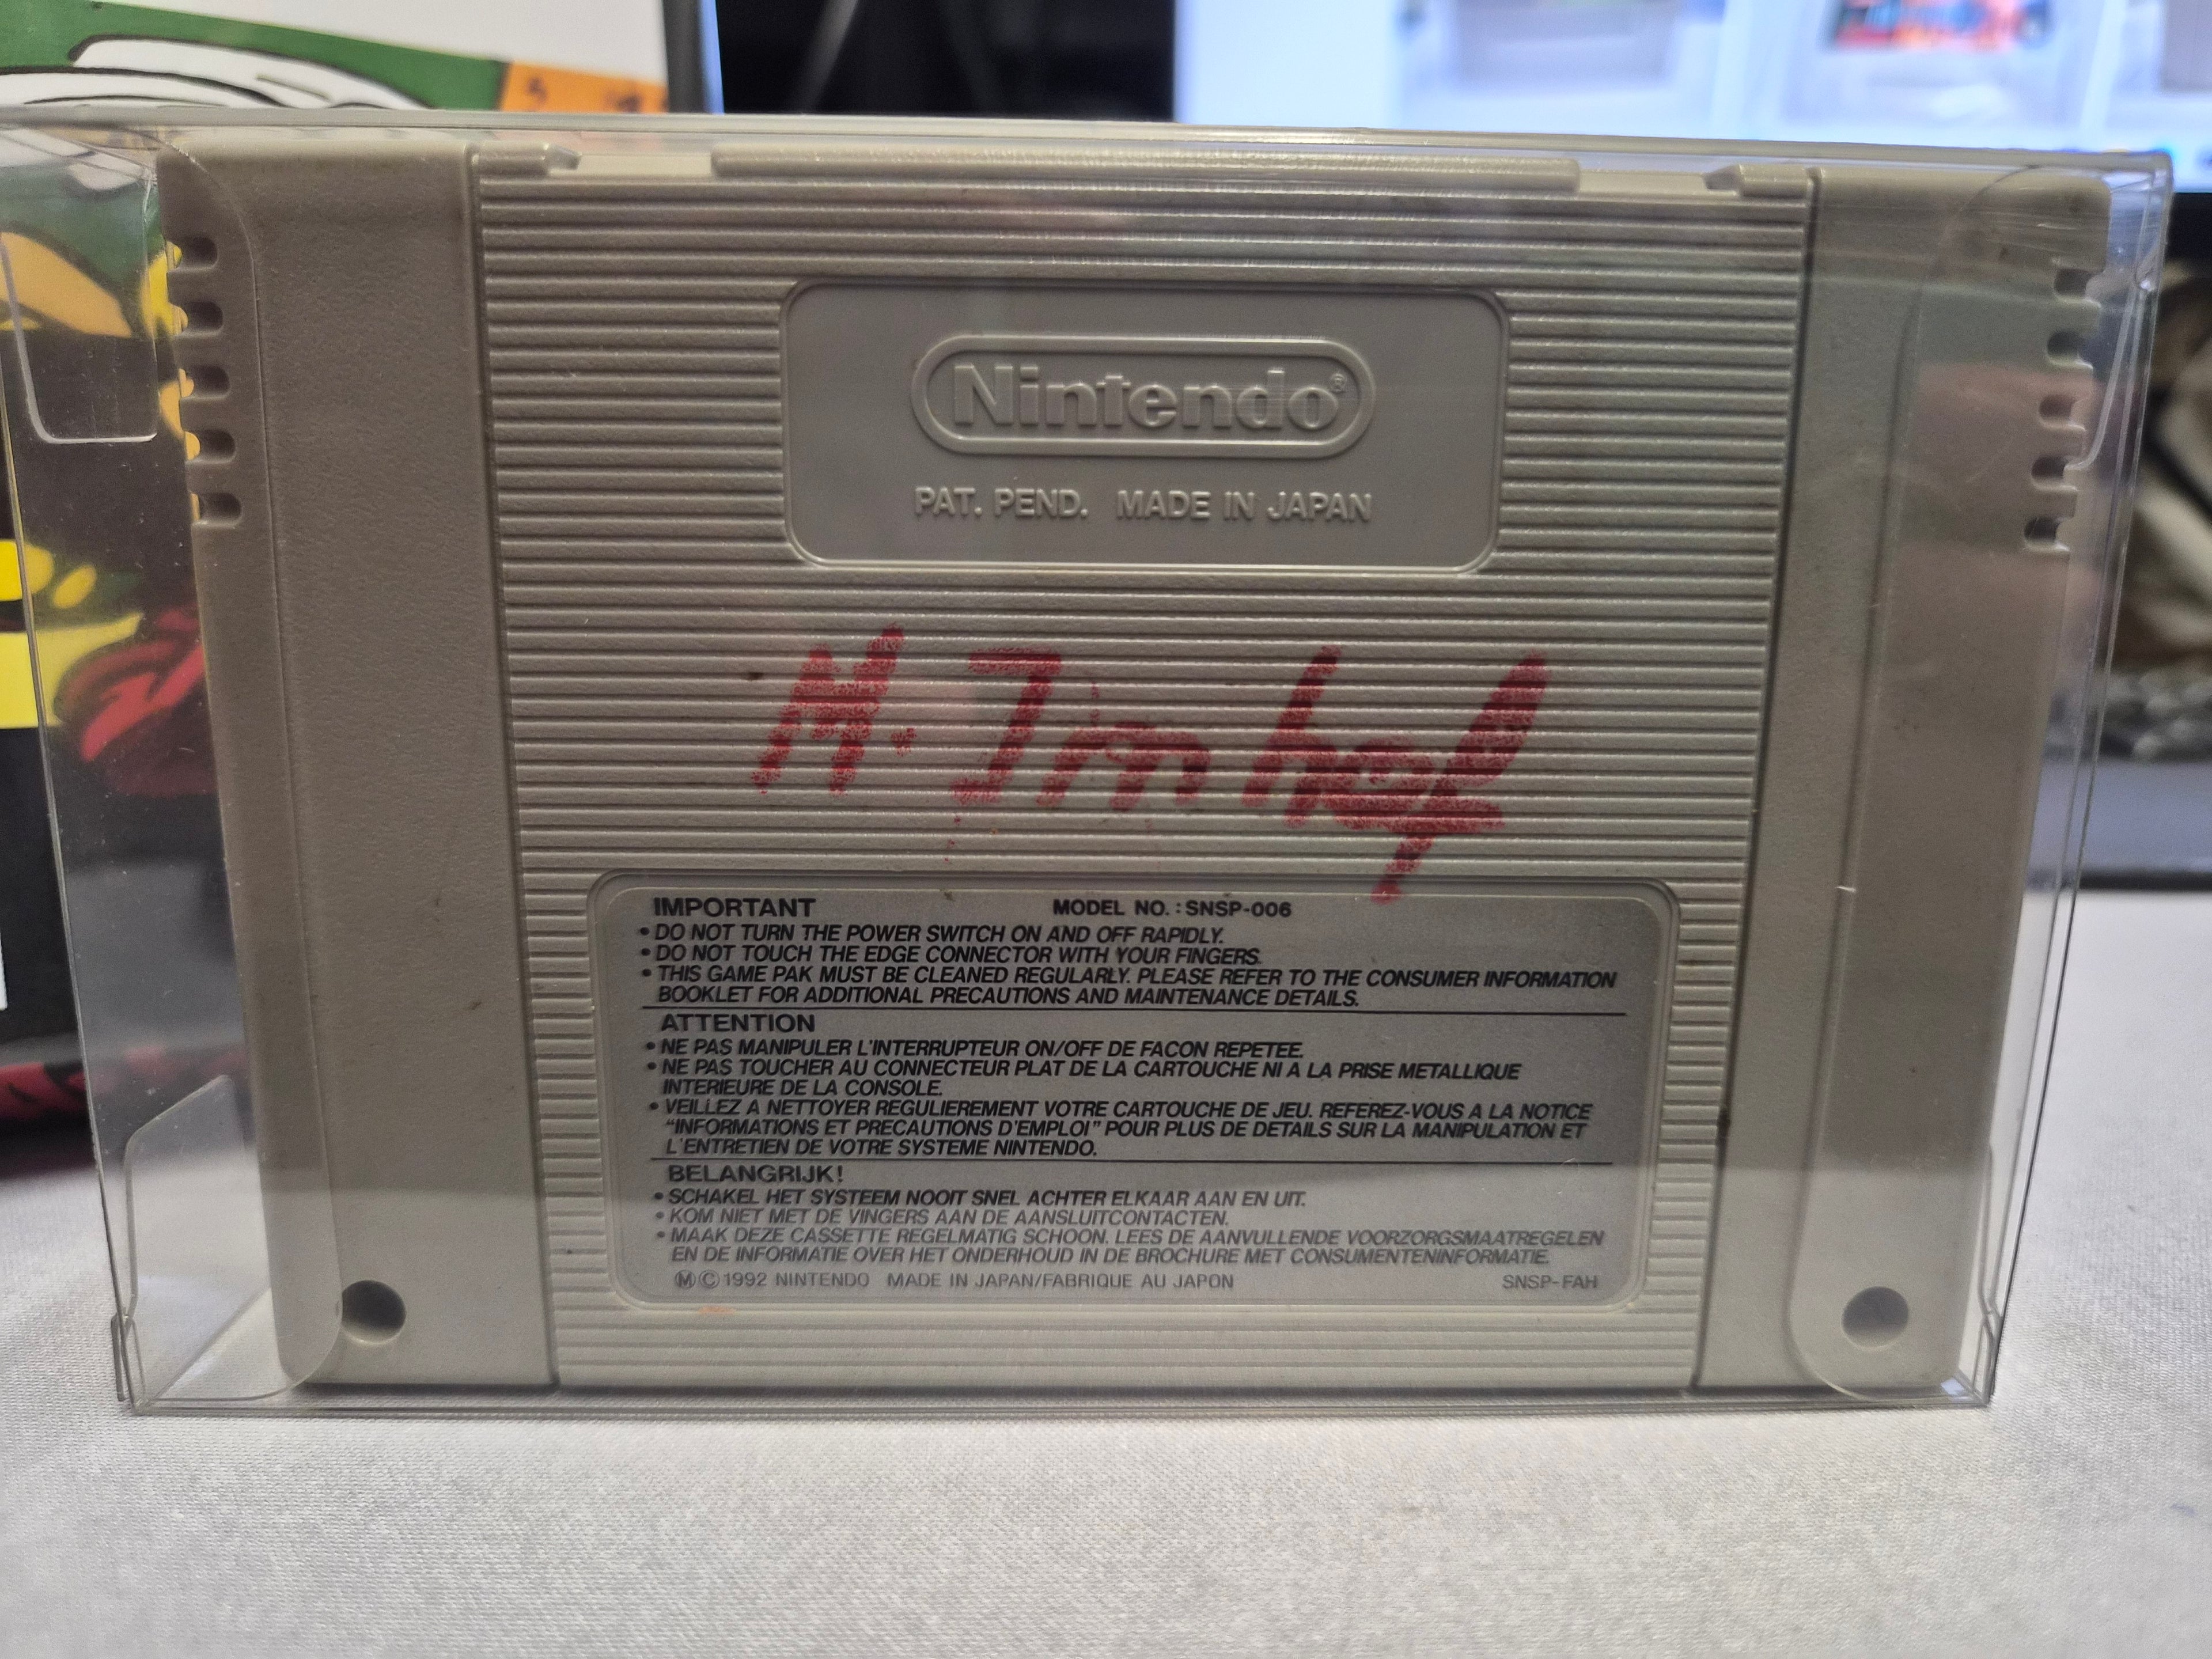 Nintendo®
PAT. PEND. MADE IN JAPAN
M. Imhof
IMPORTANT MODEL NO.: SNSP-006
• DO NOT TURN THE POWER SWITCH ON AND OFF RAPIDLY.
• DO NOT TOUCH THE EDGE CONNECTOR WITH YOUR FINGERS.
• THIS GAME PAK MUST BE CLEANED REGULARLY. PLEASE REFER TO THE CONSUMER INFORMATION
BOOKLET FOR ADDITIONAL PRECAUTIONS AND MAINTENANCE DETAILS.
ATTENTION
• NE PAS MANIPULER L'INTERRUPTEUR ON/OFF DE FACON REPETEE.
• NE PAS TOUCHER AU CONNECTEUR PLAT DE LA CARTOUCHE NI A LA PRISE METALLIQUE
INTERIEURE DE LA CONSOLE.
• VEILLEZ A NETTOYER REGULIEREMENT VOTRE CARTOUCHE DE JEU. REFEREZ-VOUS A LA NOTICE
"INFORMATIONS ET PRECAUTIONS D'EMPLOI" POUR PLUS DE DETAILS SUR LA MANIPULATION ET
L'ENTRETIEN DE VOTRE SYSTEME NINTENDO.
BELANGRIJK!
• SCHAKEL HET SYSTEEM NOOIT SNEL ACHTER ELKAAR AAN EN UIT.
• KOM NIET MET DE VINGERS AAN DE AANSLUITCONTACTEN.
• MAAK DEZE CASSETTE REGELMATIG SCHOON. LEES DE AANVULLENDE VOORZORGSMAATREGELEN
EN DE INFORMATIE OVER HET ONDERHOUD IN DE BROCHURE MET CONSUMENTENINFORMATIE.
Ⓜ©1992 NINTENDO MADE IN JAPAN/FABRIQUE AU JAPON SNSP-FAH